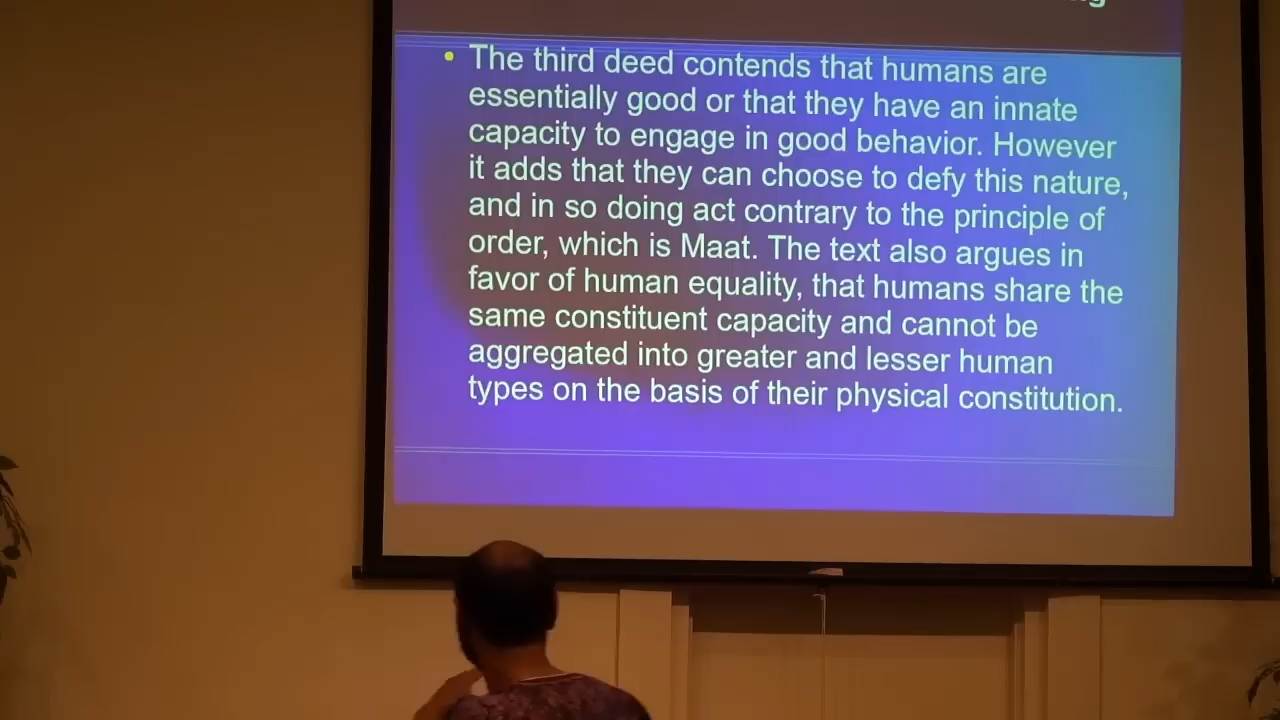 • The third deed contends that humans are
essentially good or that they have an innate
capacity to engage in good behavior. However
it adds that they can choose to defy this nature,
and in so doing act contrary to the principle of
order, which is Maat. The text also argues in
favor of human equality, that humans share the
same constituent capacity and cannot be
aggregated into greater and lesser human
types on the basis of their physical constitution.